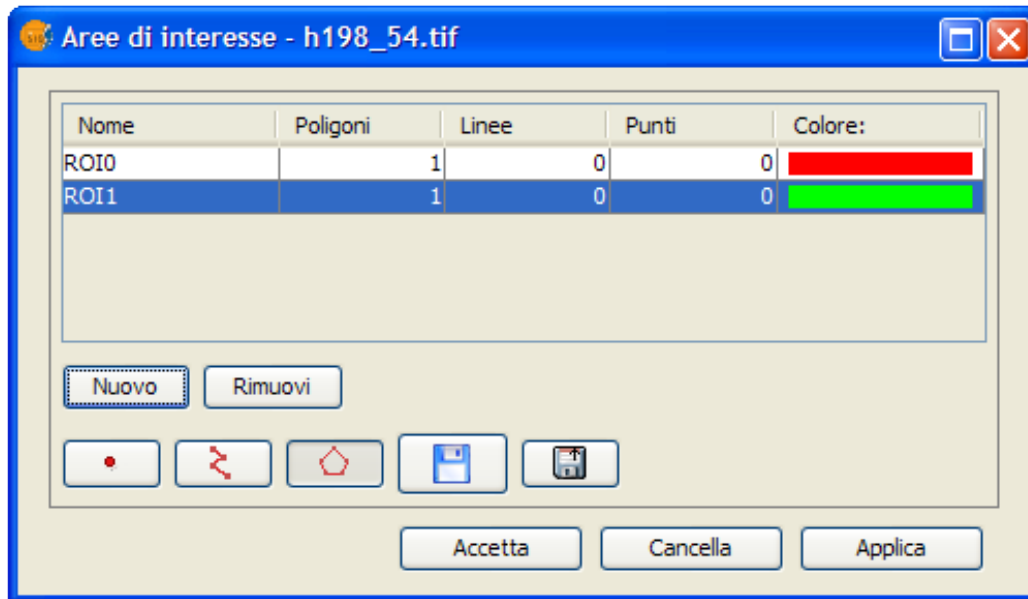 Aree di interesse - h198_54.tif
Nome Poligoni Linee Punti Colore:
ROI0 1 0 0
ROI1 1 0 0
Nuovo Rimuovi
Accetta Cancella Applica